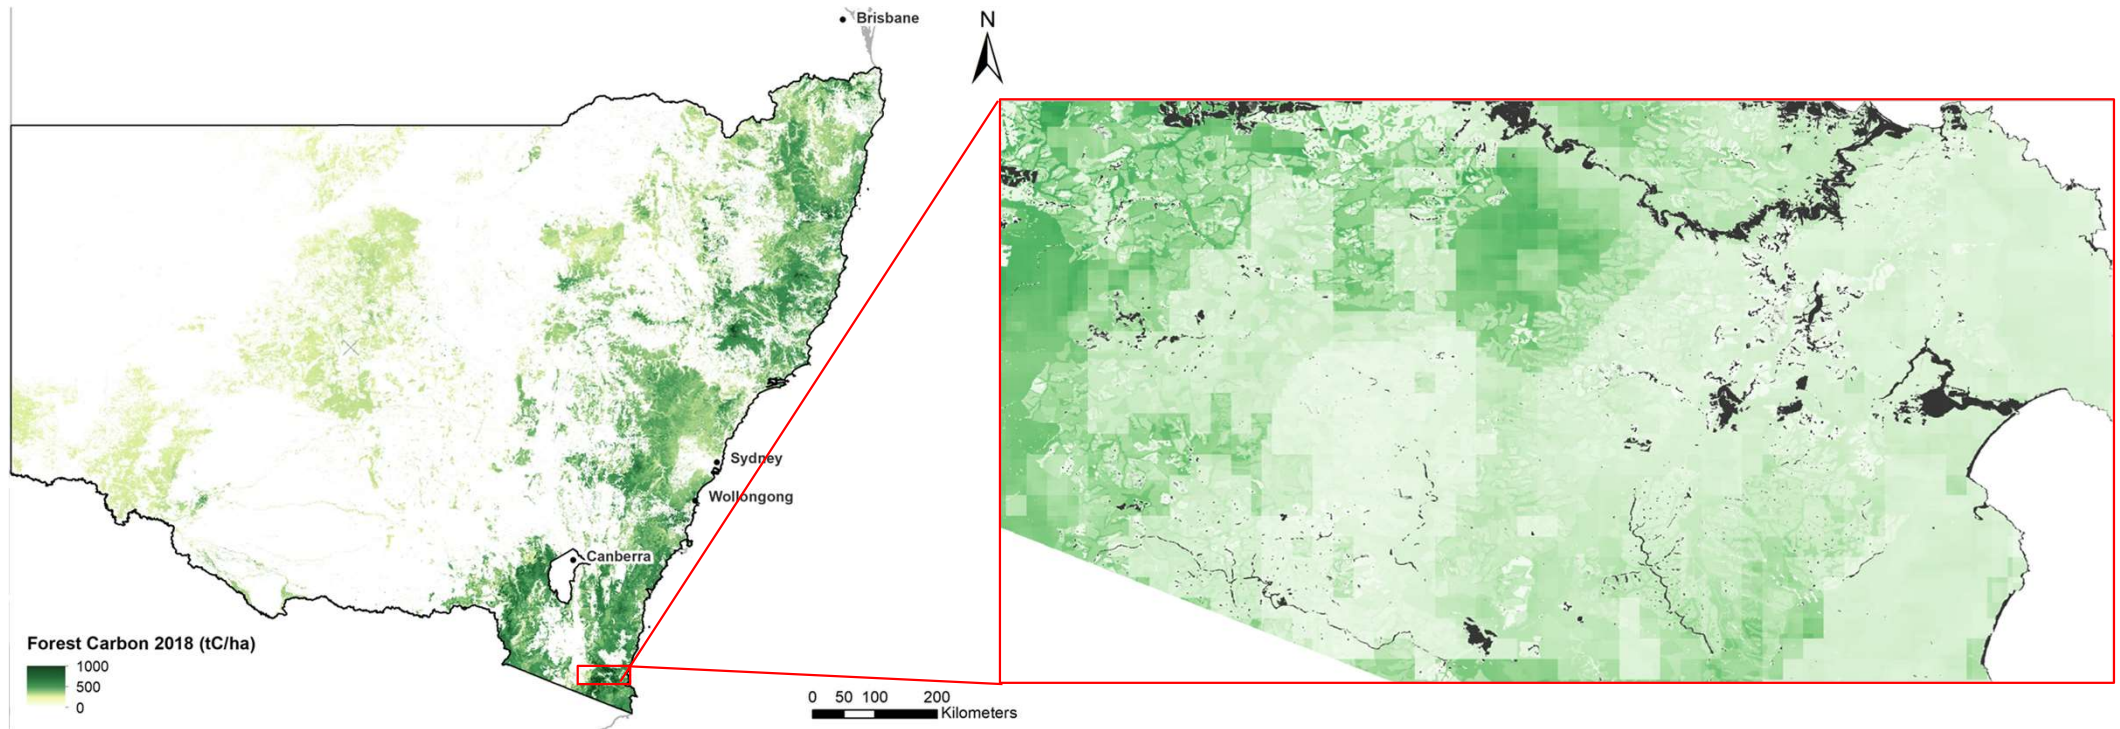 Brisbane
N
Sydney
Wollongong
Canberra
Forest Carbon 2018 (tC/ha)
1000
500
0
0 50 100 200
Kilometers